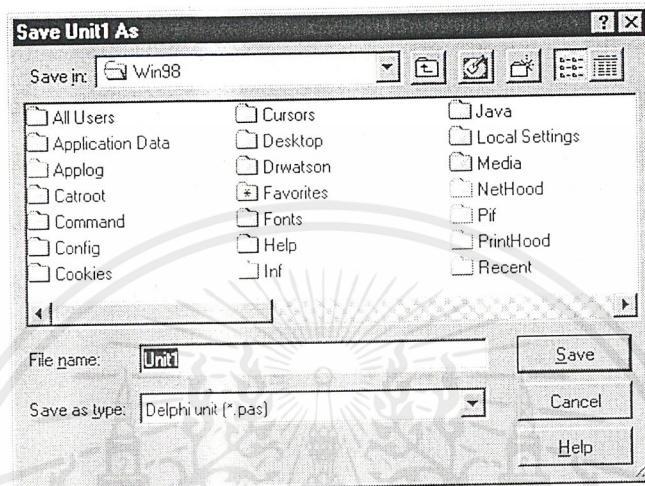 Save Unit1 As
Save in: Win98
All Users
Application Data
Applog
Catroot
Command
Config
Cookies
Cursors
Desktop
Drwatson
Favorites
Fonts
Help
Inf
Java
Local Settings
Media
NetHood
Pif
PrintHood
Recent
File name: Unit1
Save
Save as type: Delphi unit (*.pas)
Cancel
Help